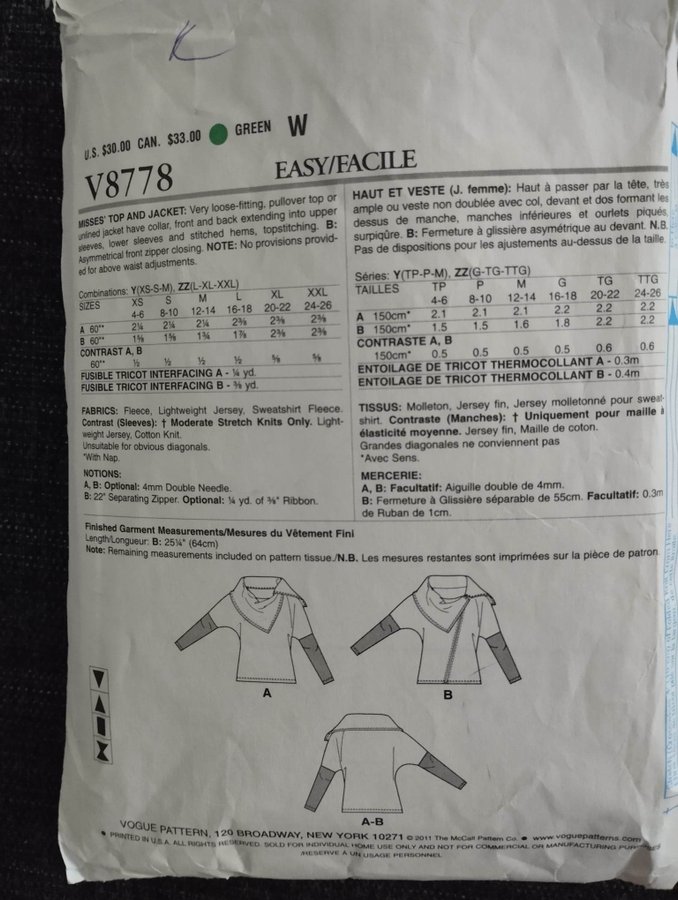 K
U.S. $30.00 CAN. $33.00 GREEN W
V8778
EASY/FACILE
MISSES' TOP AND JACKET: Very loose-fitting, pullover top or
unlined jacket have collar, front and back extending into upper
sleeves, lower sleeves and stitched hems, topstitching. B:
Asymmetrical front zipper closing. NOTE: No provisions provid-
ed for above waist adjustments.
Combinations: Y(XS-S-M), ZZ(L-XL-XXL)
SIZES XS S M L XL XXL
4-6 8-10 12-14 16-18 20-22 24-26
A 60"* 2¼ 2¼ 2¼ 2⅜ 2⅜ 2⅜
B 60"* 1⅝ 1⅝ 1¾ 1⅞ 2⅜ 2⅜
CONTRAST A, B
60"* ½ ½ ½ ½ ⅝ ⅝
FUSIBLE TRICOT INTERFACING A - ¼ yd.
FUSIBLE TRICOT INTERFACING B - ⅜ yd.
FABRICS: Fleece, Lightweight Jersey, Sweatshirt Fleece.
Contrast (Sleeves): † Moderate Stretch Knits Only. Light-
weight Jersey, Cotton Knit.
Unsuitable for obvious diagonals.
*With Nap.
NOTIONS:
A, B: Optional: 4mm Double Needle.
B: 22" Separating Zipper. Optional: ¼ yd. of ⅜" Ribbon.
HAUT ET VESTE (J. femme): Haut à passer par la tête, très
ample ou veste non doublée avec col, devant et dos formant les
dessus de manche, manches inférieures et ourlets piqués,
surpiqûre. B: Fermeture à glissière asymétrique au devant. N.B.
Pas de dispositions pour les ajustements au-dessus de la taille.
Séries: Y(TP-P-M), ZZ(G-TG-TTG)
TAILLES TP P M G TG TTG
4-6 8-10 12-14 16-18 20-22 24-26
A 150cm* 2.1 2.1 2.1 2.2 2.2 2.2
B 150cm* 1.5 1.5 1.6 1.8 2.2 2.2
CONTRASTE A, B
150cm* 0.5 0.5 0.5 0.5 0.6 0.6
ENTOILAGE DE TRICOT THERMOCOLLANT A - 0.3m
ENTOILAGE DE TRICOT THERMOCOLLANT B - 0.4m
TISSUS: Molleton, Jersey fin, Jersey molletonné pour sweat-
shirt. Contraste (Manches): † Uniquement pour maille à
élasticité moyenne. Jersey fin, Maille de coton.
Grandes diagonales ne conviennent pas
*Avec Sens.
MERCERIE:
A, B: Facultatif: Aiguille double de 4mm.
B: Fermeture à Glissière séparable de 55cm. Facultatif: 0.3m
de Ruban de 1cm.
Finished Garment Measurements/Mesures du Vêtement Fini
Length/Longueur: B: 25¼" (64cm)
Note: Remaining measurements included on pattern tissue./N.B. Les mesures restantes sont imprimées sur la pièce de patron.
A
B
A-B
VOGUE PATTERN, 120 BROADWAY, NEW YORK 10271 © 2011 The McCall Pattern Co. • www.voguepatterns.com
• PRINTED IN U.S.A. ALL RIGHTS RESERVED. SOLD FOR INDIVIDUAL HOME USE ONLY AND NOT FOR COMMERCIAL OR MANUFACTURING PURPOSES
/RESERVE A UN USAGE PERSONNEL